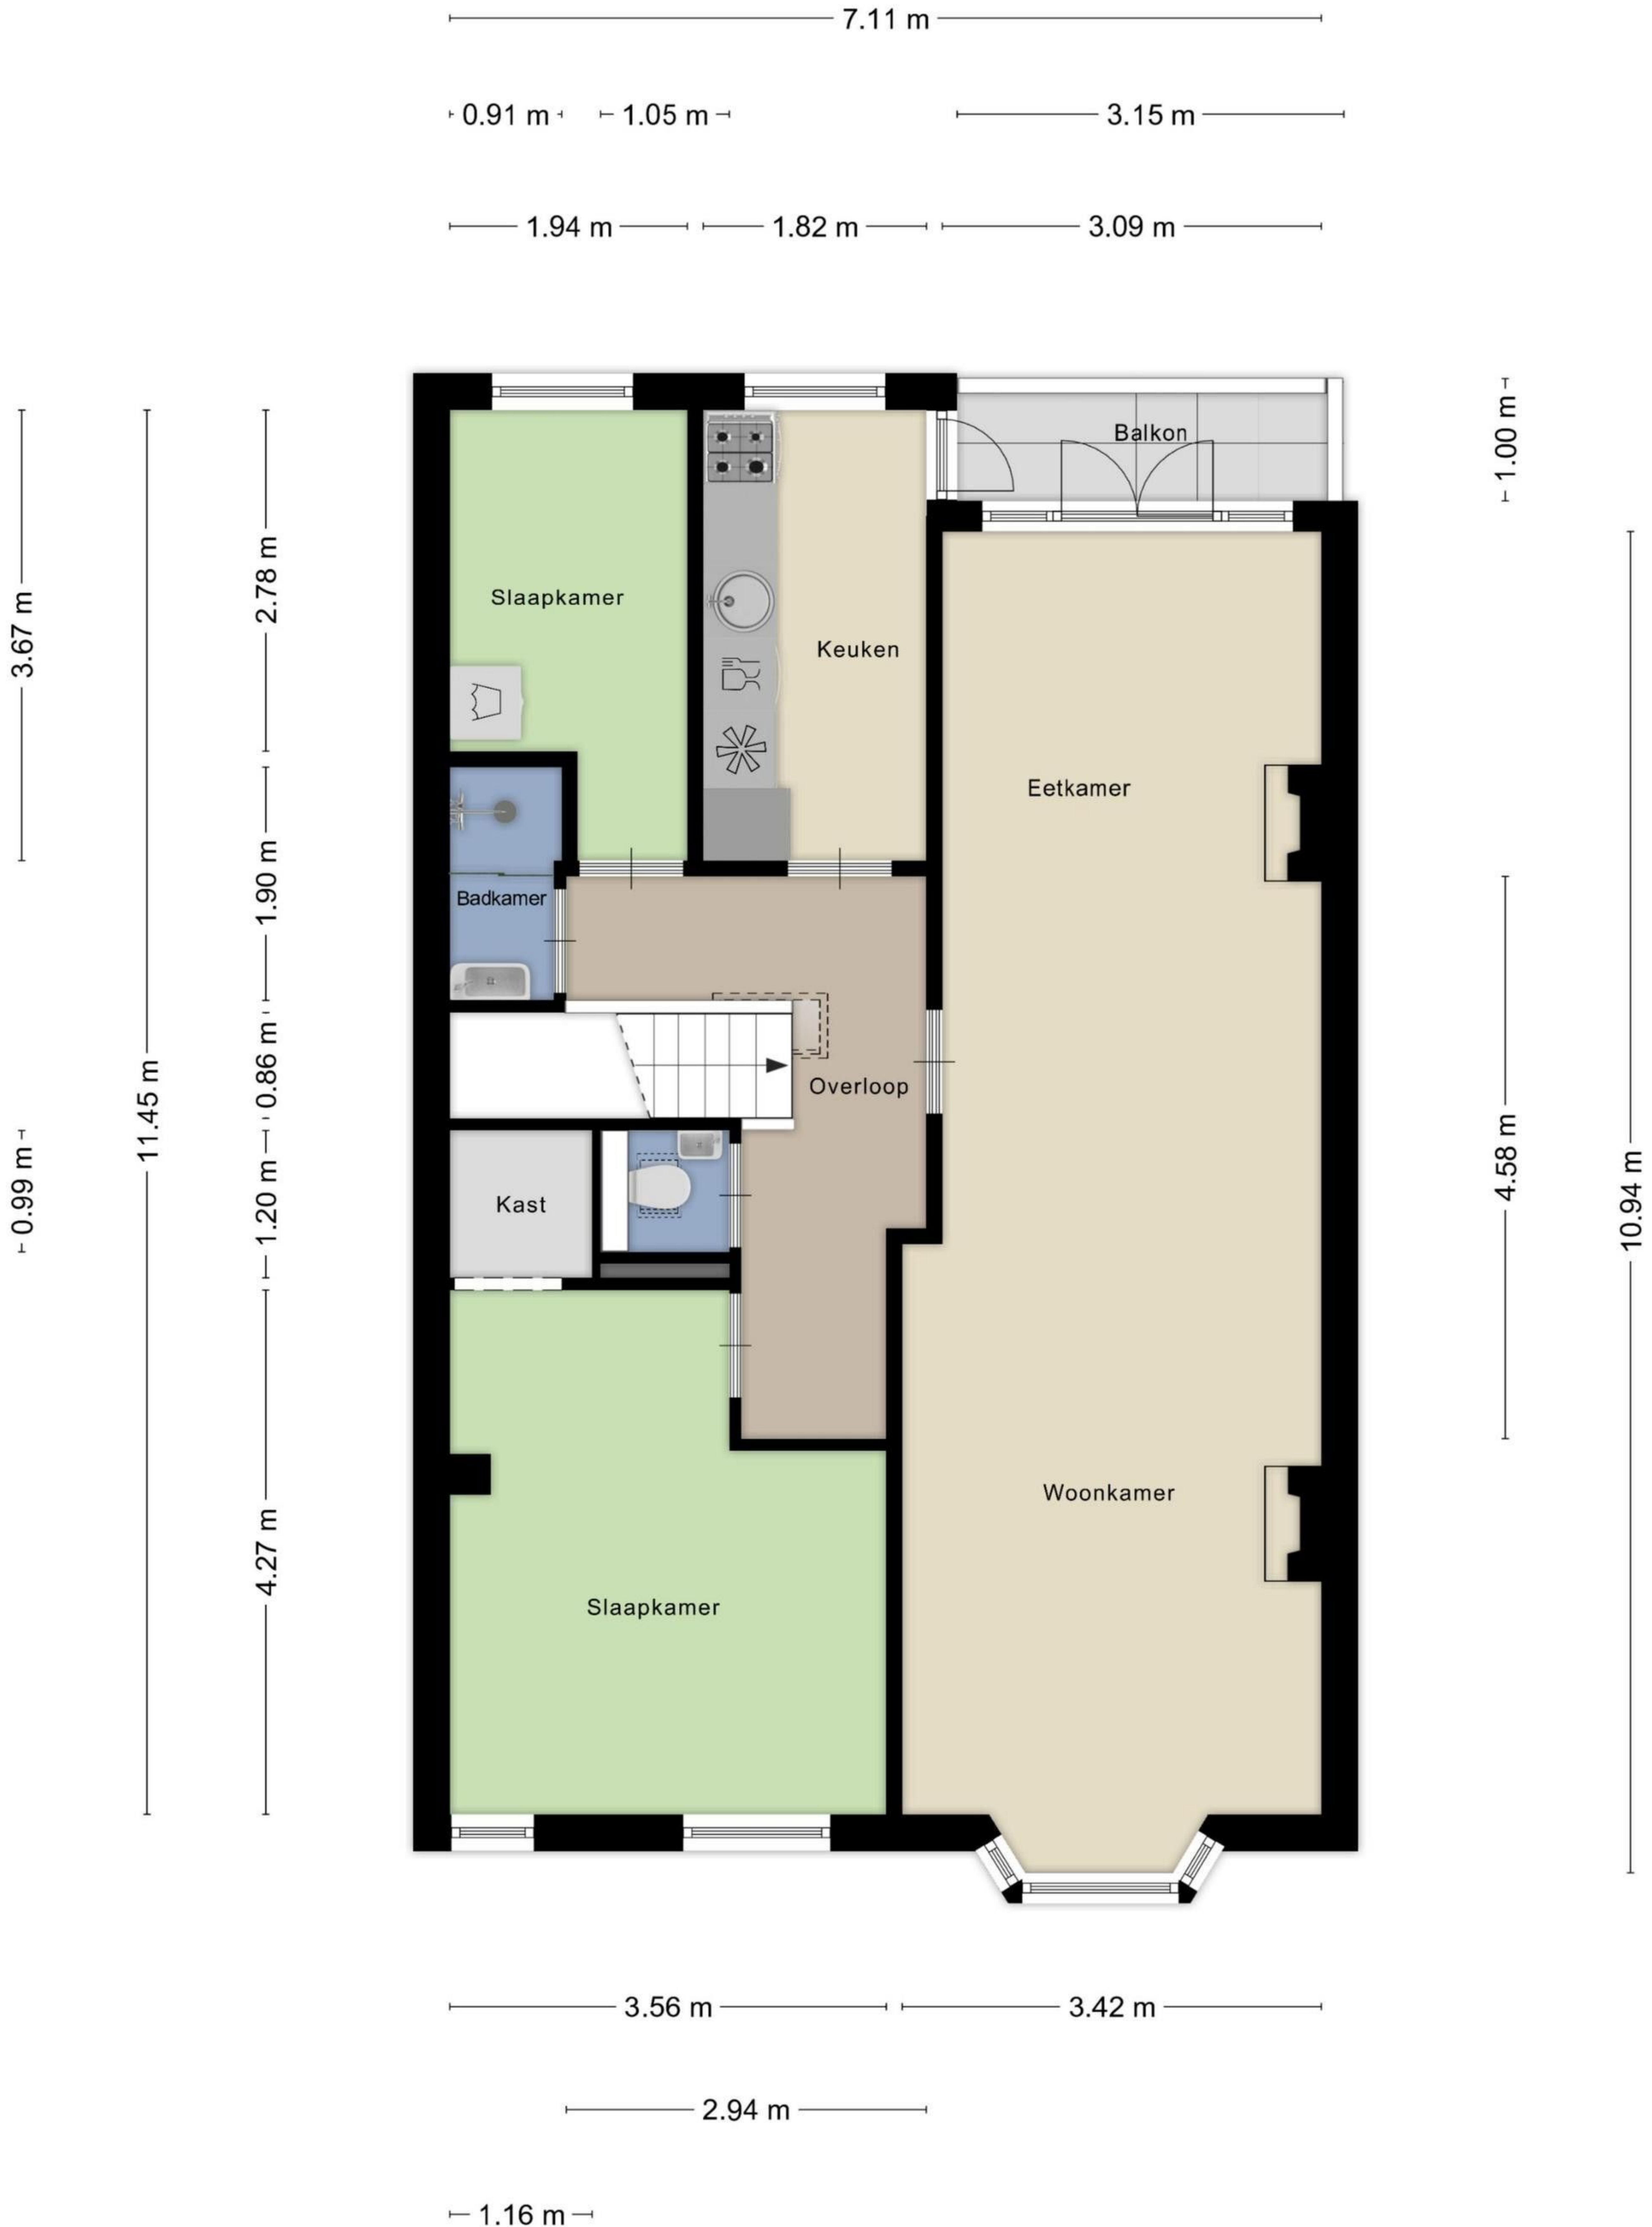 7.11 m
0.91 m
1.05 m
3.15 m
1.94 m
1.82 m
3.09 m
Balkon
1.00 m
2.78 m
3.67 m
Slaapkamer
Keuken
Eetkamer
1.90 m
Badkamer
0.86 m
Overloop
11.45 m
4.58 m
0.99 m
1.20 m
Kast
10.94 m
Woonkamer
4.27 m
Slaapkamer
3.56 m
3.42 m
2.94 m
1.16 m